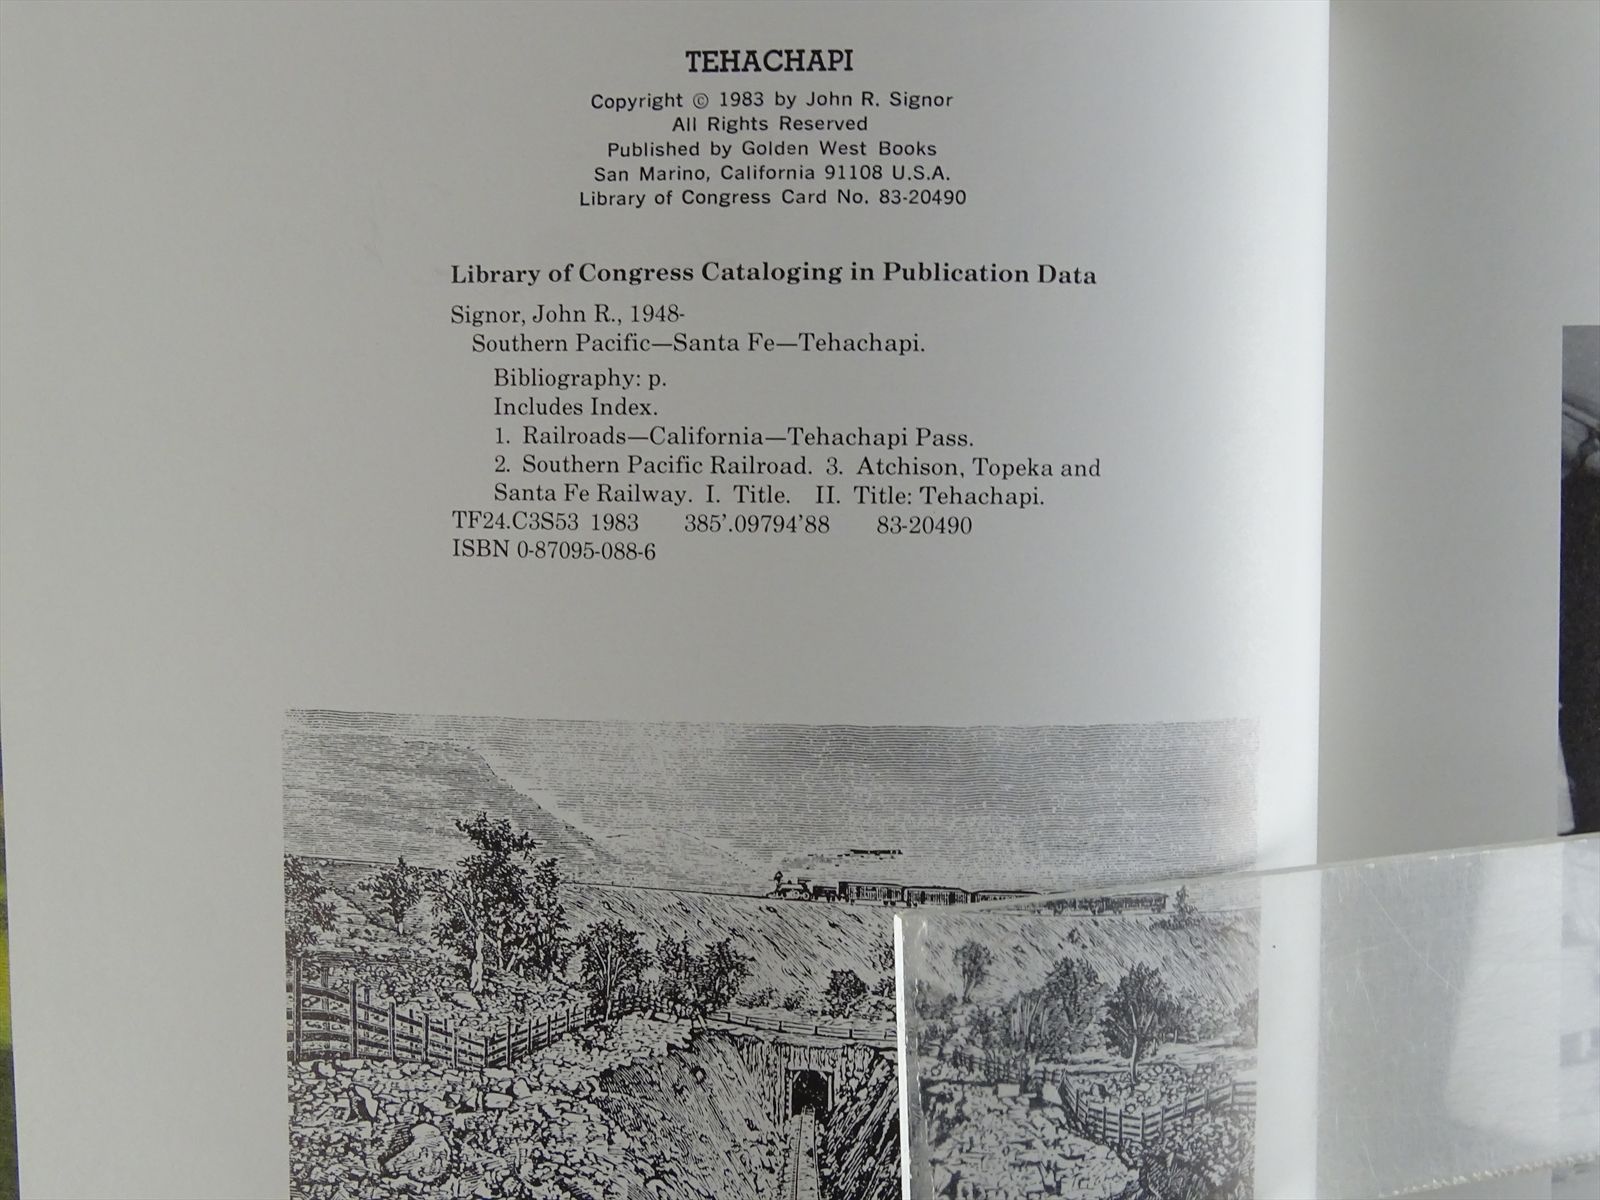 TEHACHAPI
Copyright © 1983 by John R. Signor
All Rights Reserved
Published by Golden West Books
San Marino, California 91108 U.S.A.
Library of Congress Card No. 83-20490
Library of Congress Cataloging in Publication Data
Signor, John R., 1948-
Southern Pacific—Santa Fe—Tehachapi.
Bibliography: p.
Includes Index.
1. Railroads—California—Tehachapi Pass.
2. Southern Pacific Railroad. 3. Atchison, Topeka and
Santa Fe Railway. I. Title. II. Title: Tehachapi.
TF24.C3S53 1983 385'.09794'88 83-20490
ISBN 0-87095-088-6